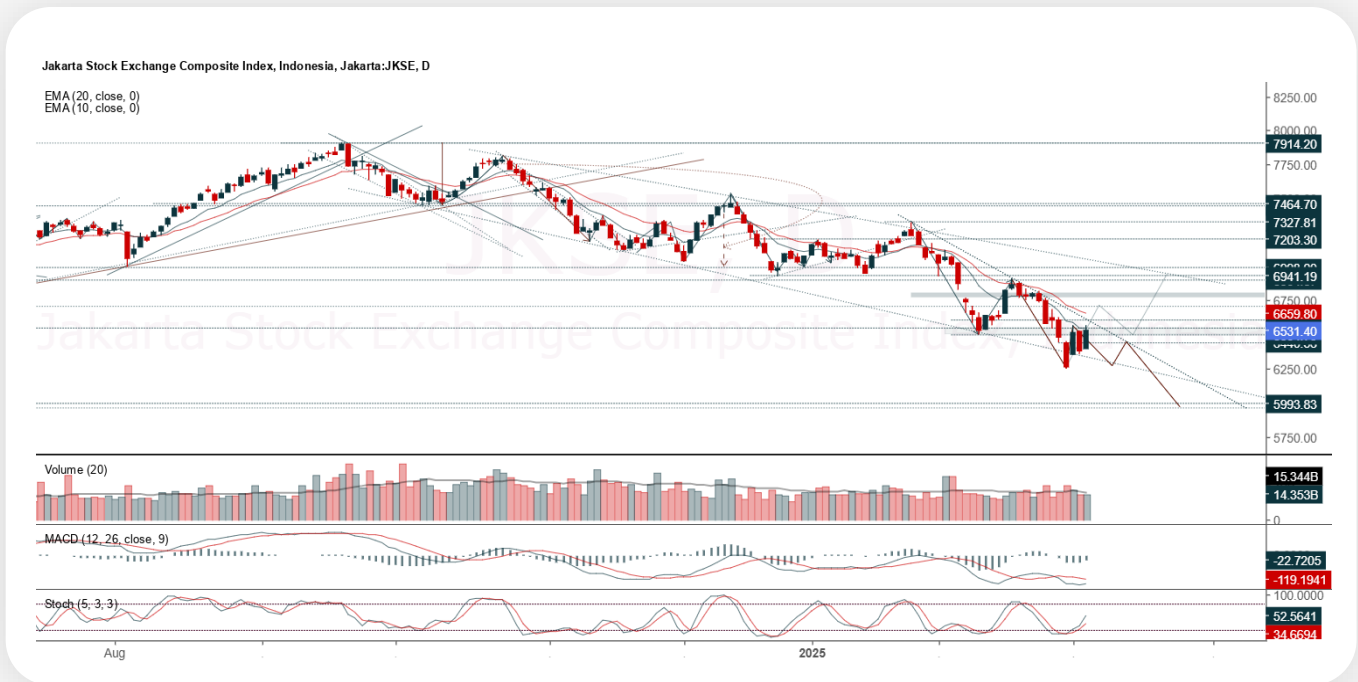 Jakarta Stock Exchange Composite Index, Indonesia, Jakarta:JKSE, D
EMA (20, close, 0)
EMA (10, close, 0)
JKSE, D
Jakarta Stock Exchange Composite Index, Indonesia
8250.00
8000.00
7914.20
7750.00
7464.70
7327.81
7203.30
6941.19
6750.00
6659.80
6531.40
6250.00
5993.83
5750.00
Volume (20)
15.344B
14.353B
0
MACD (12, 26, close, 9)
-22.7205
-119.1941
Stoch (5, 3, 3)
100.0000
52.5641
34.6694
Aug
2025